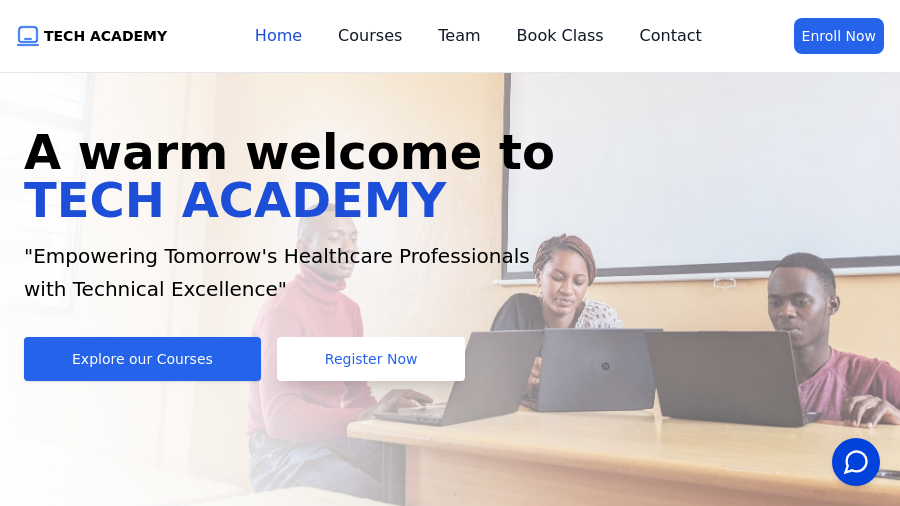 TECH ACADEMY
Home
Courses
Team
Book Class
Contact
Enroll Now
A warm welcome to
TECH ACADEMY
"Empowering Tomorrow's Healthcare Professionals
with Technical Excellence"
Explore our Courses
Register Now